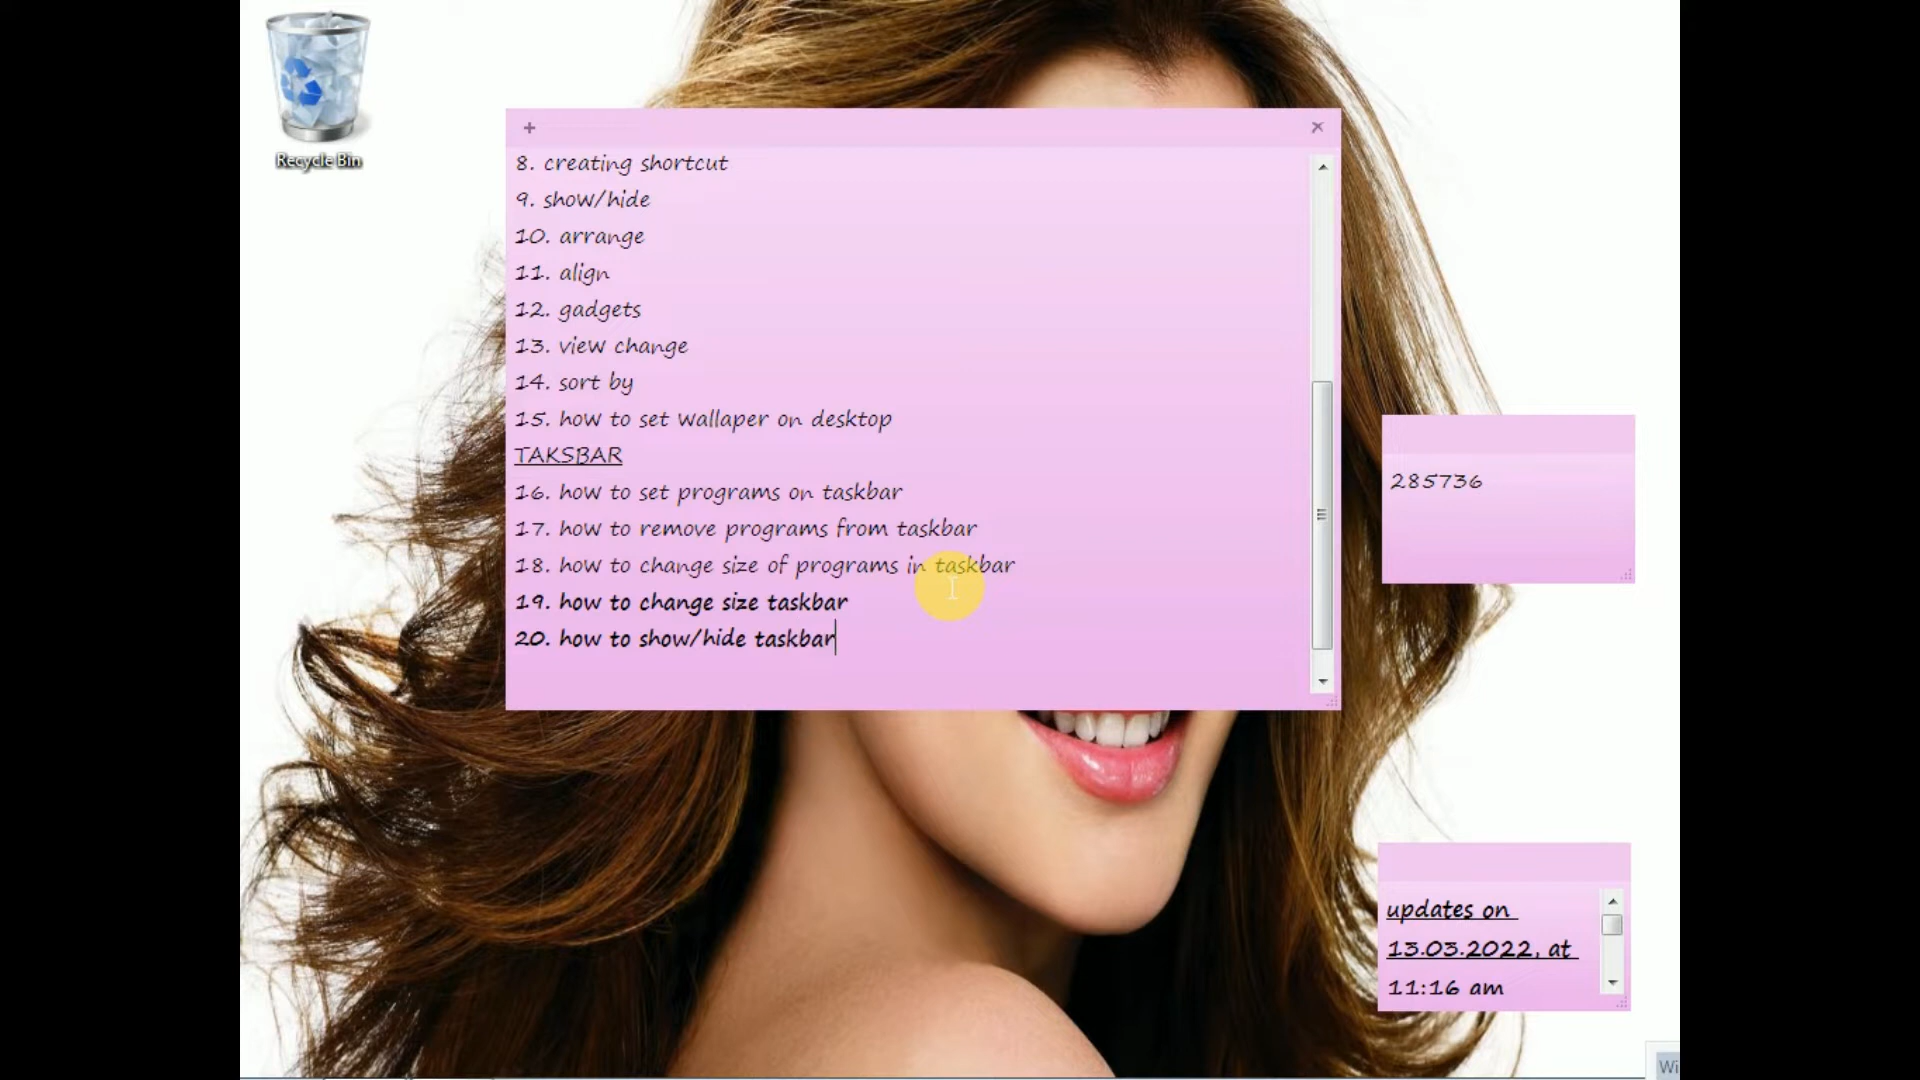 Recycle Bin
8. creating shortcut
9. show/hide
10. arrange
11. align
12. gadgets
13. view change
14. sort by
15. how to set wallaper on desktop
TAKSBAR
16. how to set programs on taskbar
17. how to remove programs from taskbar
18. how to change size of programs in taskbar
19. how to change size taskbar
20. how to show/hide taskbar
285736
updates on
13.03.2022, at
11:16 am
Wi